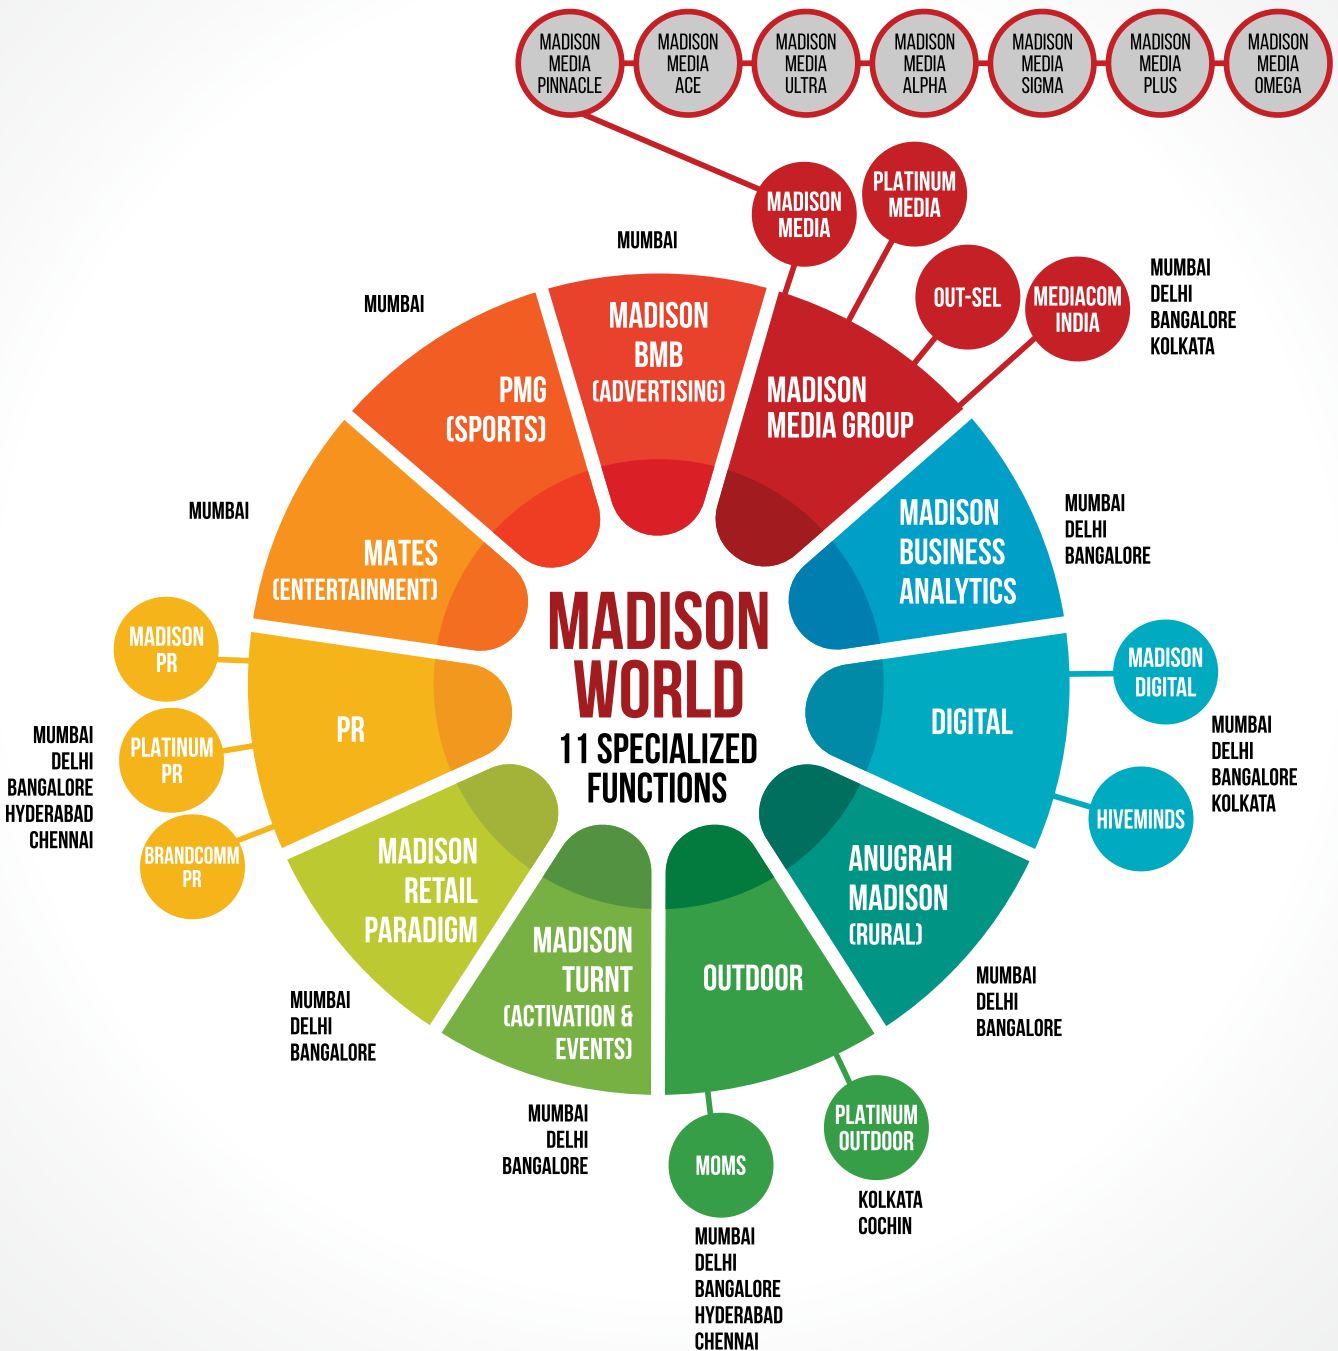 MADISON
MEDIA
PINNACLE
MADISON
MEDIA
ACE
MADISON
MEDIA
ULTRA
MADISON
MEDIA
ALPHA
MADISON
MEDIA
SIGMA
MADISON
MEDIA
PLUS
MADISON
MEDIA
OMEGA
MADISON
MEDIA
PLATINUM
MEDIA
OUT-SEL
MEDIACOM
INDIA
MUMBAI
DELHI
BANGALORE
KOLKATA
MADISON
MEDIA GROUP
MADISON
BUSINESS
ANALYTICS
MUMBAI
DELHI
BANGALORE
DIGITAL
MADISON
DIGITAL
HIVEMINDS
MUMBAI
DELHI
BANGALORE
KOLKATA
ANUGRAH
MADISON
(RURAL)
MUMBAI
DELHI
BANGALORE
OUTDOOR
PLATINUM
OUTDOOR
KOLKATA
COCHIN
MOMS
MUMBAI
DELHI
BANGALORE
HYDERABAD
CHENNAI
MADISON
TURNT
(ACTIVATION &
EVENTS)
MUMBAI
DELHI
BANGALORE
MADISON
RETAIL
PARADIGM
MUMBAI
DELHI
BANGALORE
PR
MADISON
PR
PLATINUM
PR
BRANDCOMM
PR
MUMBAI
DELHI
BANGALORE
HYDERABAD
CHENNAI
MATES
(ENTERTAINMENT)
MUMBAI
PMG
(SPORTS)
MUMBAI
MADISON
BMB
(ADVERTISING)
MUMBAI
MADISON
WORLD
11 SPECIALIZED
FUNCTIONS